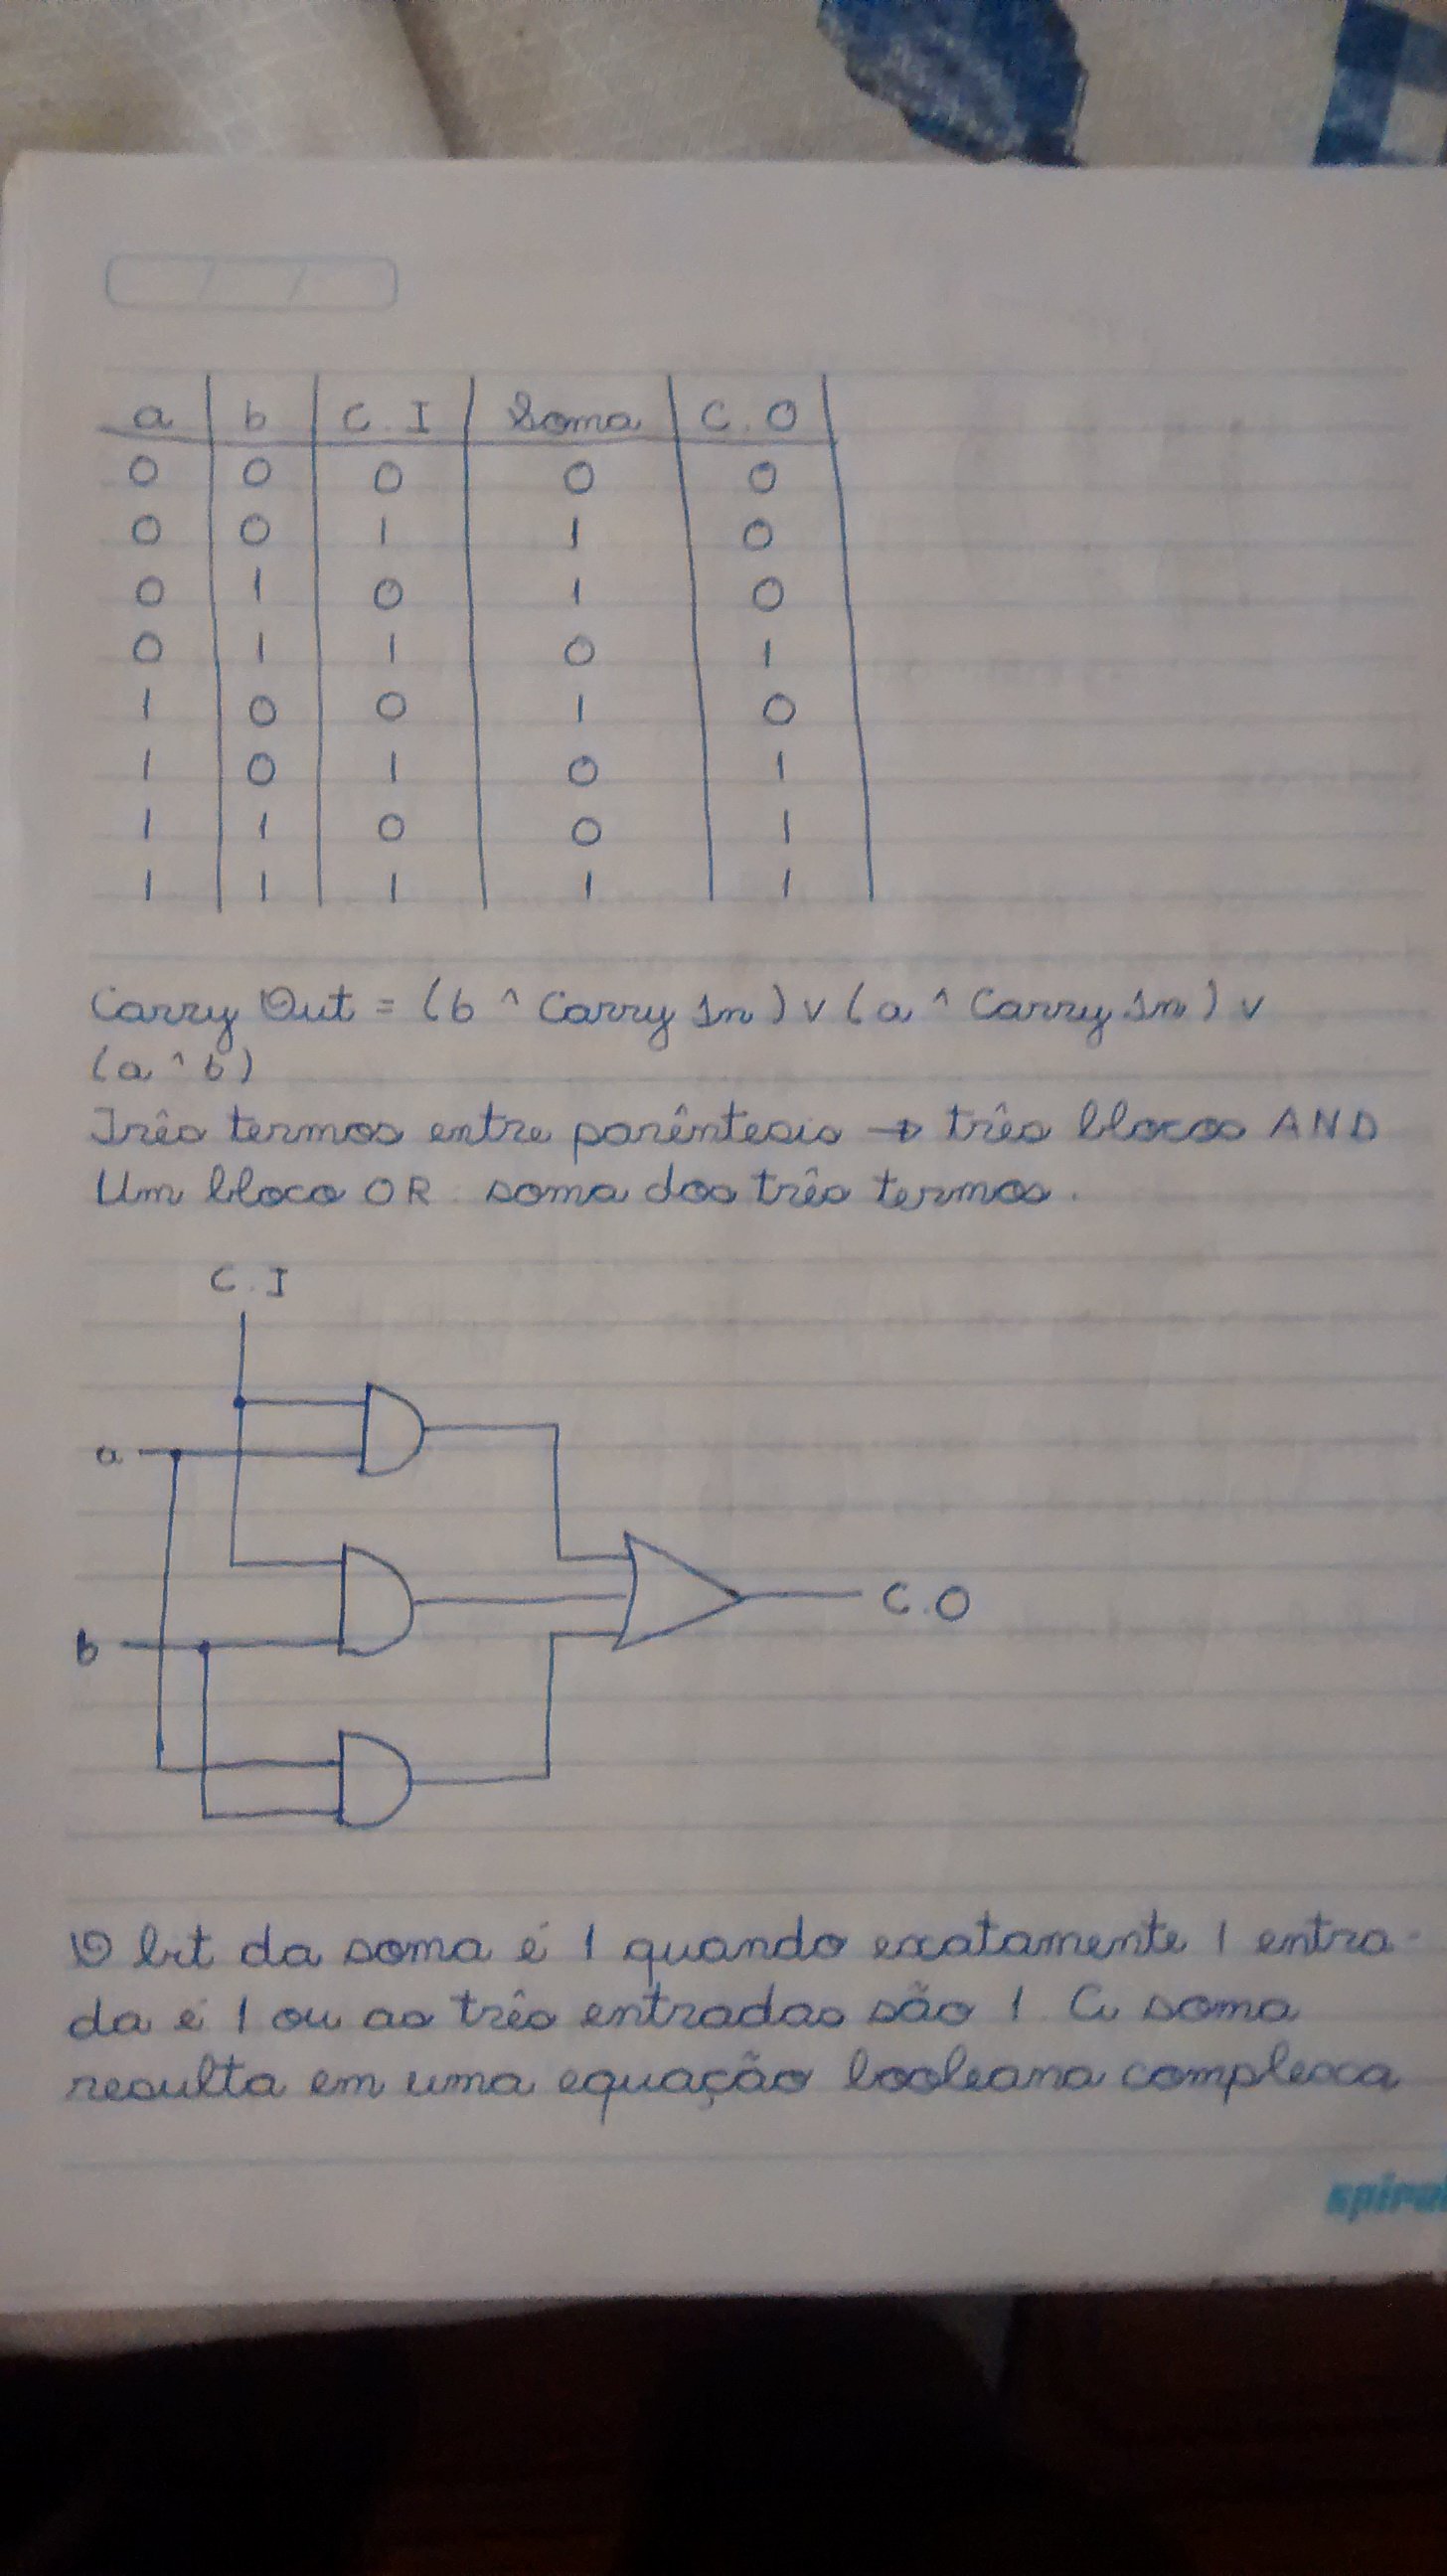 a b C.I Soma C.O
0 0 0 0 0
0 0 1 1 0
0 1 0 1 0
0 1 1 0 1
1 0 0 1 0
1 0 1 0 1
1 1 0 0 1
1 1 1 1 1
Carry Out = (b ^ Carry In) v (a ^ Carry In) v
(a ^ b)
Três termos entre parêntesis → três blocos AND
Um bloco OR soma dos três termos.
C.I
a
C.O
b
O bit da soma é 1 quando exatamente 1 entra-
da é 1 ou as três entradas são 1. A soma
resulta em uma equação booleana complexa
spiral